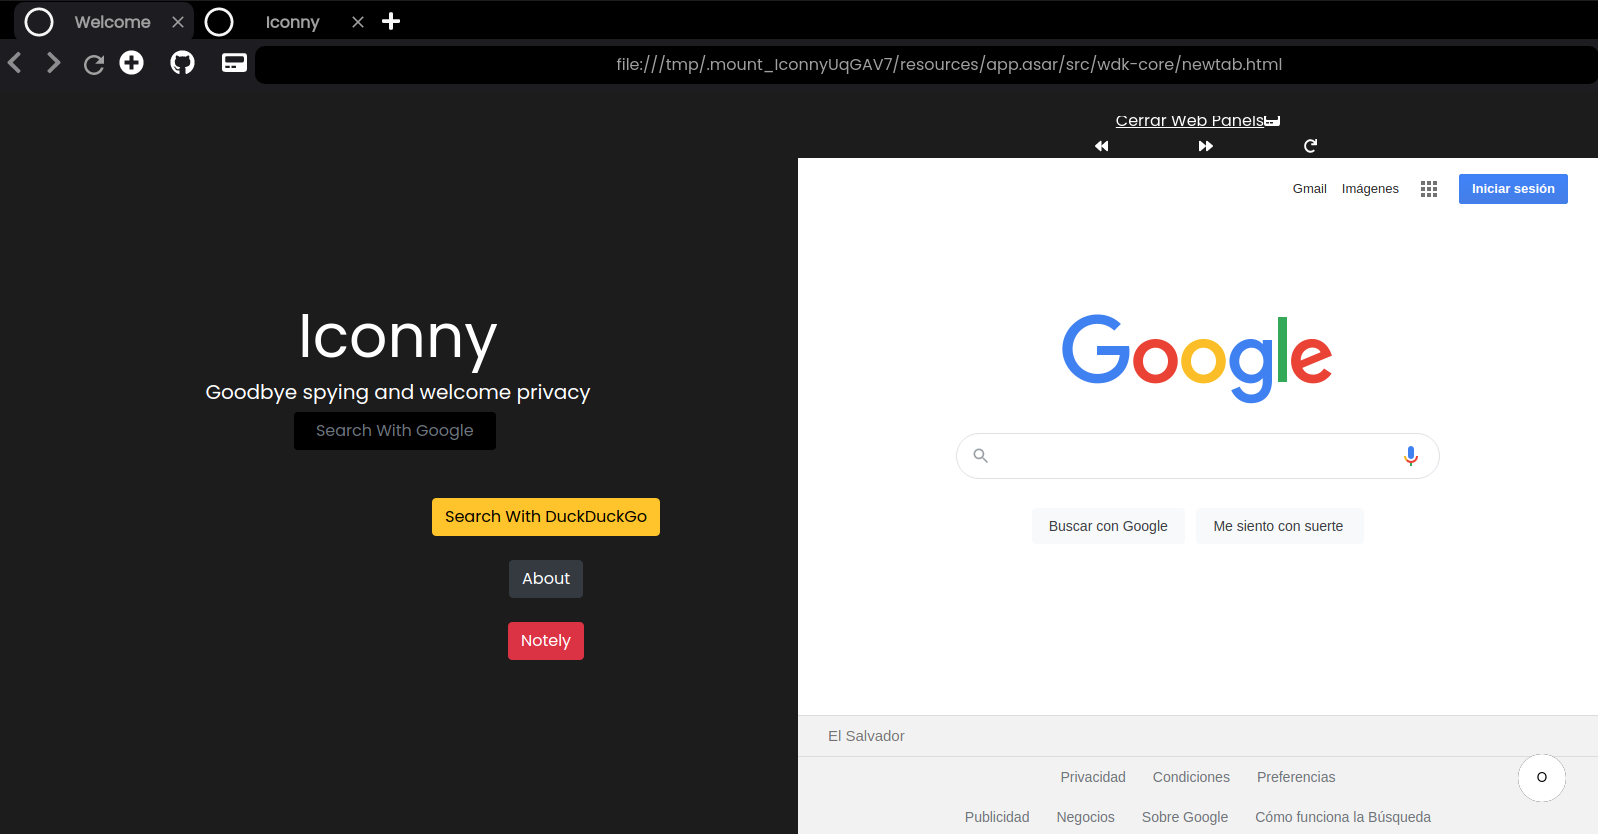 Welcome
Iconny
file:///tmp/.mount_IconnyUqGAV7/resources/app.asar/src/wdk-core/newtab.html
Cerrar Web Panels
Iconny
Goodbye spying and welcome privacy
Search With Google
Search With DuckDuckGo
About
Notely
Gmail Imágenes Iniciar sesión
Google
Buscar con Google Me siento con suerte
El Salvador
Privacidad Condiciones Preferencias
O
Publicidad Negocios Sobre Google Cómo funciona la Búsqueda